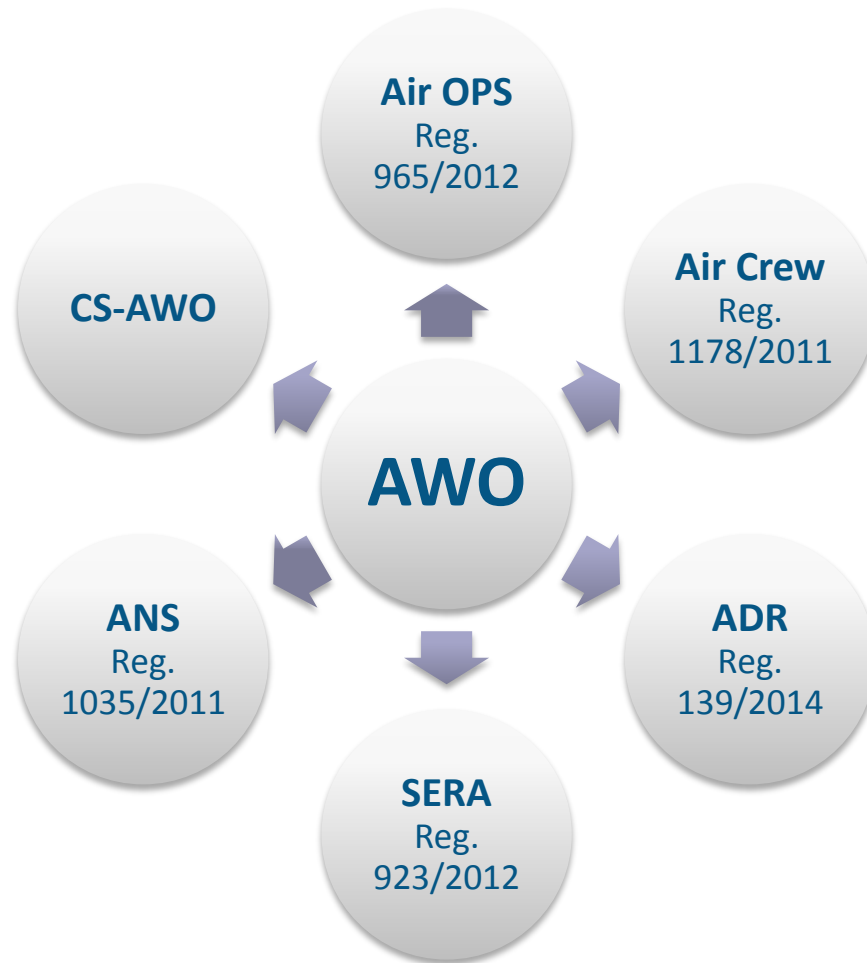 Air OPS
Reg.
965/2012
CS-AWO
Air Crew
Reg.
1178/2011
AWO
ANS
Reg.
1035/2011
ADR
Reg.
139/2014
SERA
Reg.
923/2012